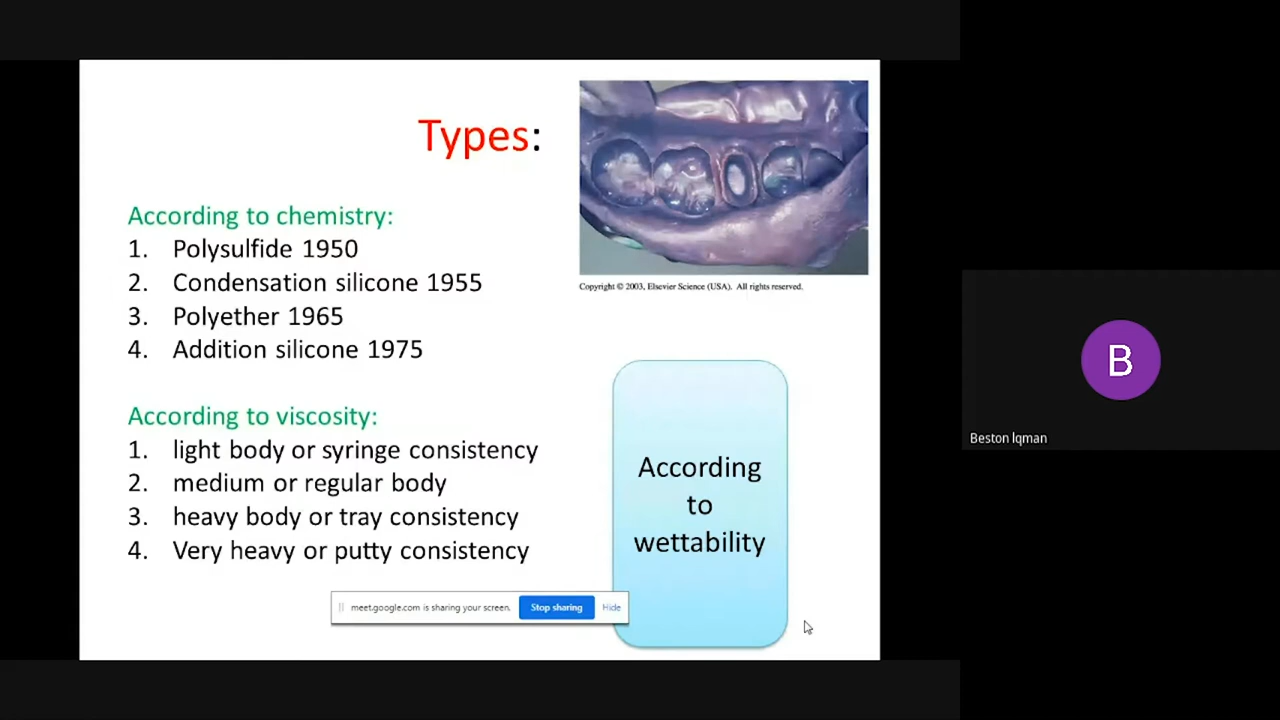 Types:
According to chemistry:
1. Polysulfide 1950
2. Condensation silicone 1955
3. Polyether 1965
4. Addition silicone 1975
According to viscosity:
1. light body or syringe consistency
2. medium or regular body
3. heavy body or tray consistency
4. Very heavy or putty consistency
Copyright © 2003, Elsevier Science (USA). All rights reserved.
According
to
wettability
meet.google.com is sharing your screen. Stop sharing Hide
B
Beston lqman